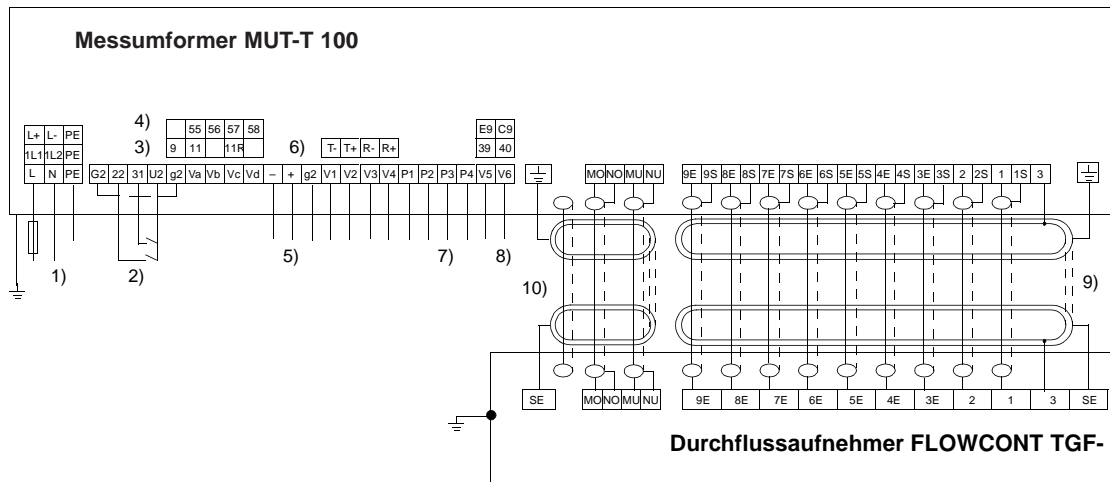 Messumformer MUT-T 100
4) 55 56 57 58 E9 C9
L+ L- PE
3) 9 11 11R 6) T- T+ R- R+ 39 40
1L1 1L2 PE
L N PE G2 22 31 U2 g2 Va Vb Vc Vd – + g2 V1 V2 V3 V4 P1 P2 P3 P4 V5 V6 MO NO MU NU 9E 9S 8E 8S 7E 7S 6E 6S 5E 5S 4E 4S 3E 3S 2 2S 1 1S 3
1) 2) 5) 7) 8) 10) 9)
SE MO NO MU NU 9E 8E 7E 6E 5E 4E 3E 2 1 3 SE
Durchflussaufnehmer FLOWCONT TGF-